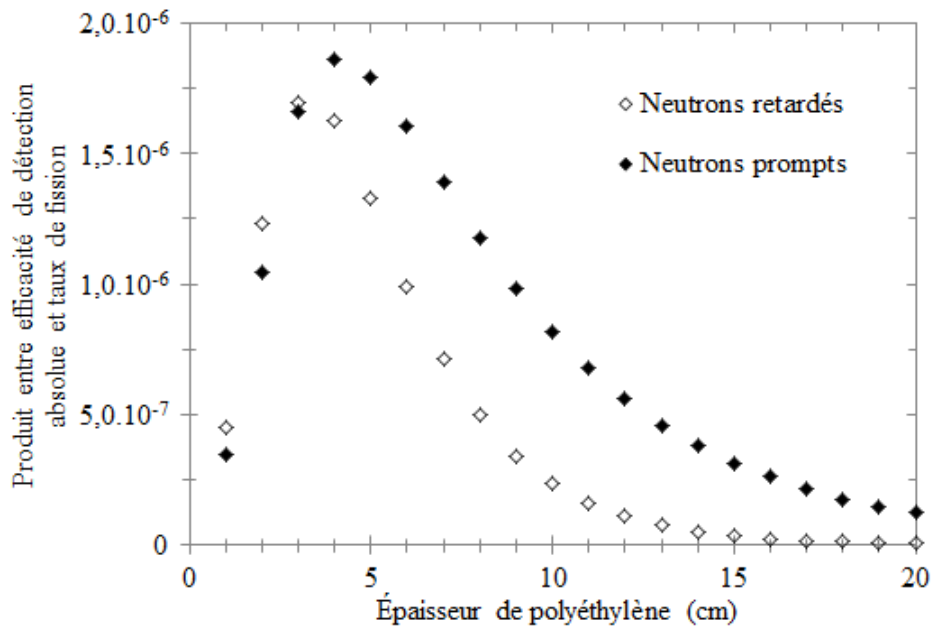 Produit entre efficacité de détection
absolue et taux de fission
2,0.10⁻⁶
1,5.10⁻⁶
1,0.10⁻⁶
5,0.10⁻⁷
0
Neutrons retardés
Neutrons prompts
0 5 10 15 20
Épaisseur de polyéthylène (cm)